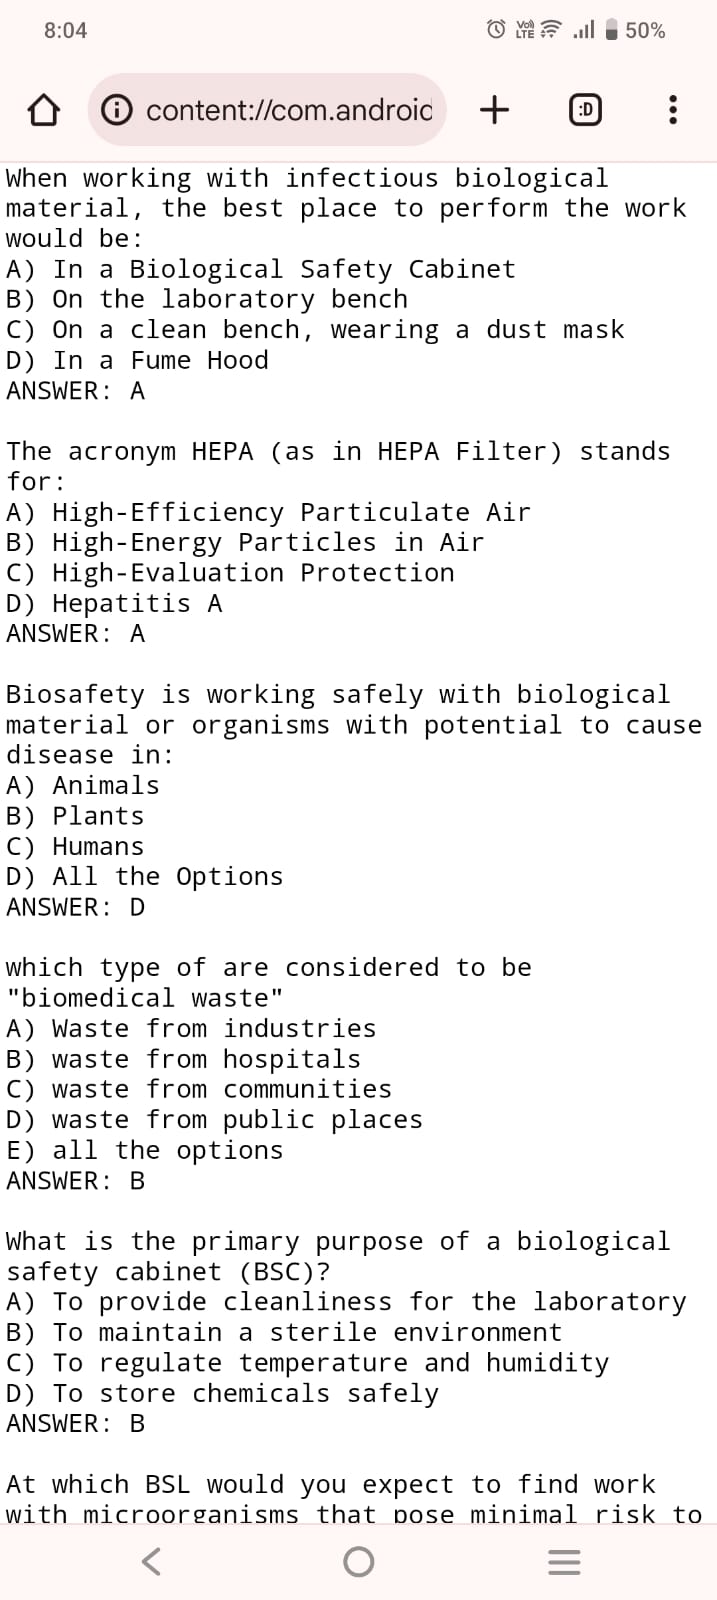 8:04
Vo)) LTE
50%
content://com.android
:D
When working with infectious biological
material, the best place to perform the work
would be:
A) In a Biological Safety Cabinet
B) On the laboratory bench
C) On a clean bench, wearing a dust mask
D) In a Fume Hood
ANSWER: A
The acronym HEPA (as in HEPA Filter) stands
for:
A) High-Efficiency Particulate Air
B) High-Energy Particles in Air
C) High-Evaluation Protection
D) Hepatitis A
ANSWER: A
Biosafety is working safely with biological
material or organisms with potential to cause
disease in:
A) Animals
B) Plants
C) Humans
D) All the Options
ANSWER: D
which type of are considered to be
"biomedical waste"
A) Waste from industries
B) waste from hospitals
C) waste from communities
D) waste from public places
E) all the options
ANSWER: B
What is the primary purpose of a biological
safety cabinet (BSC)?
A) To provide cleanliness for the laboratory
B) To maintain a sterile environment
C) To regulate temperature and humidity
D) To store chemicals safely
ANSWER: B
At which BSL would you expect to find work
with microorganisms that pose minimal risk to